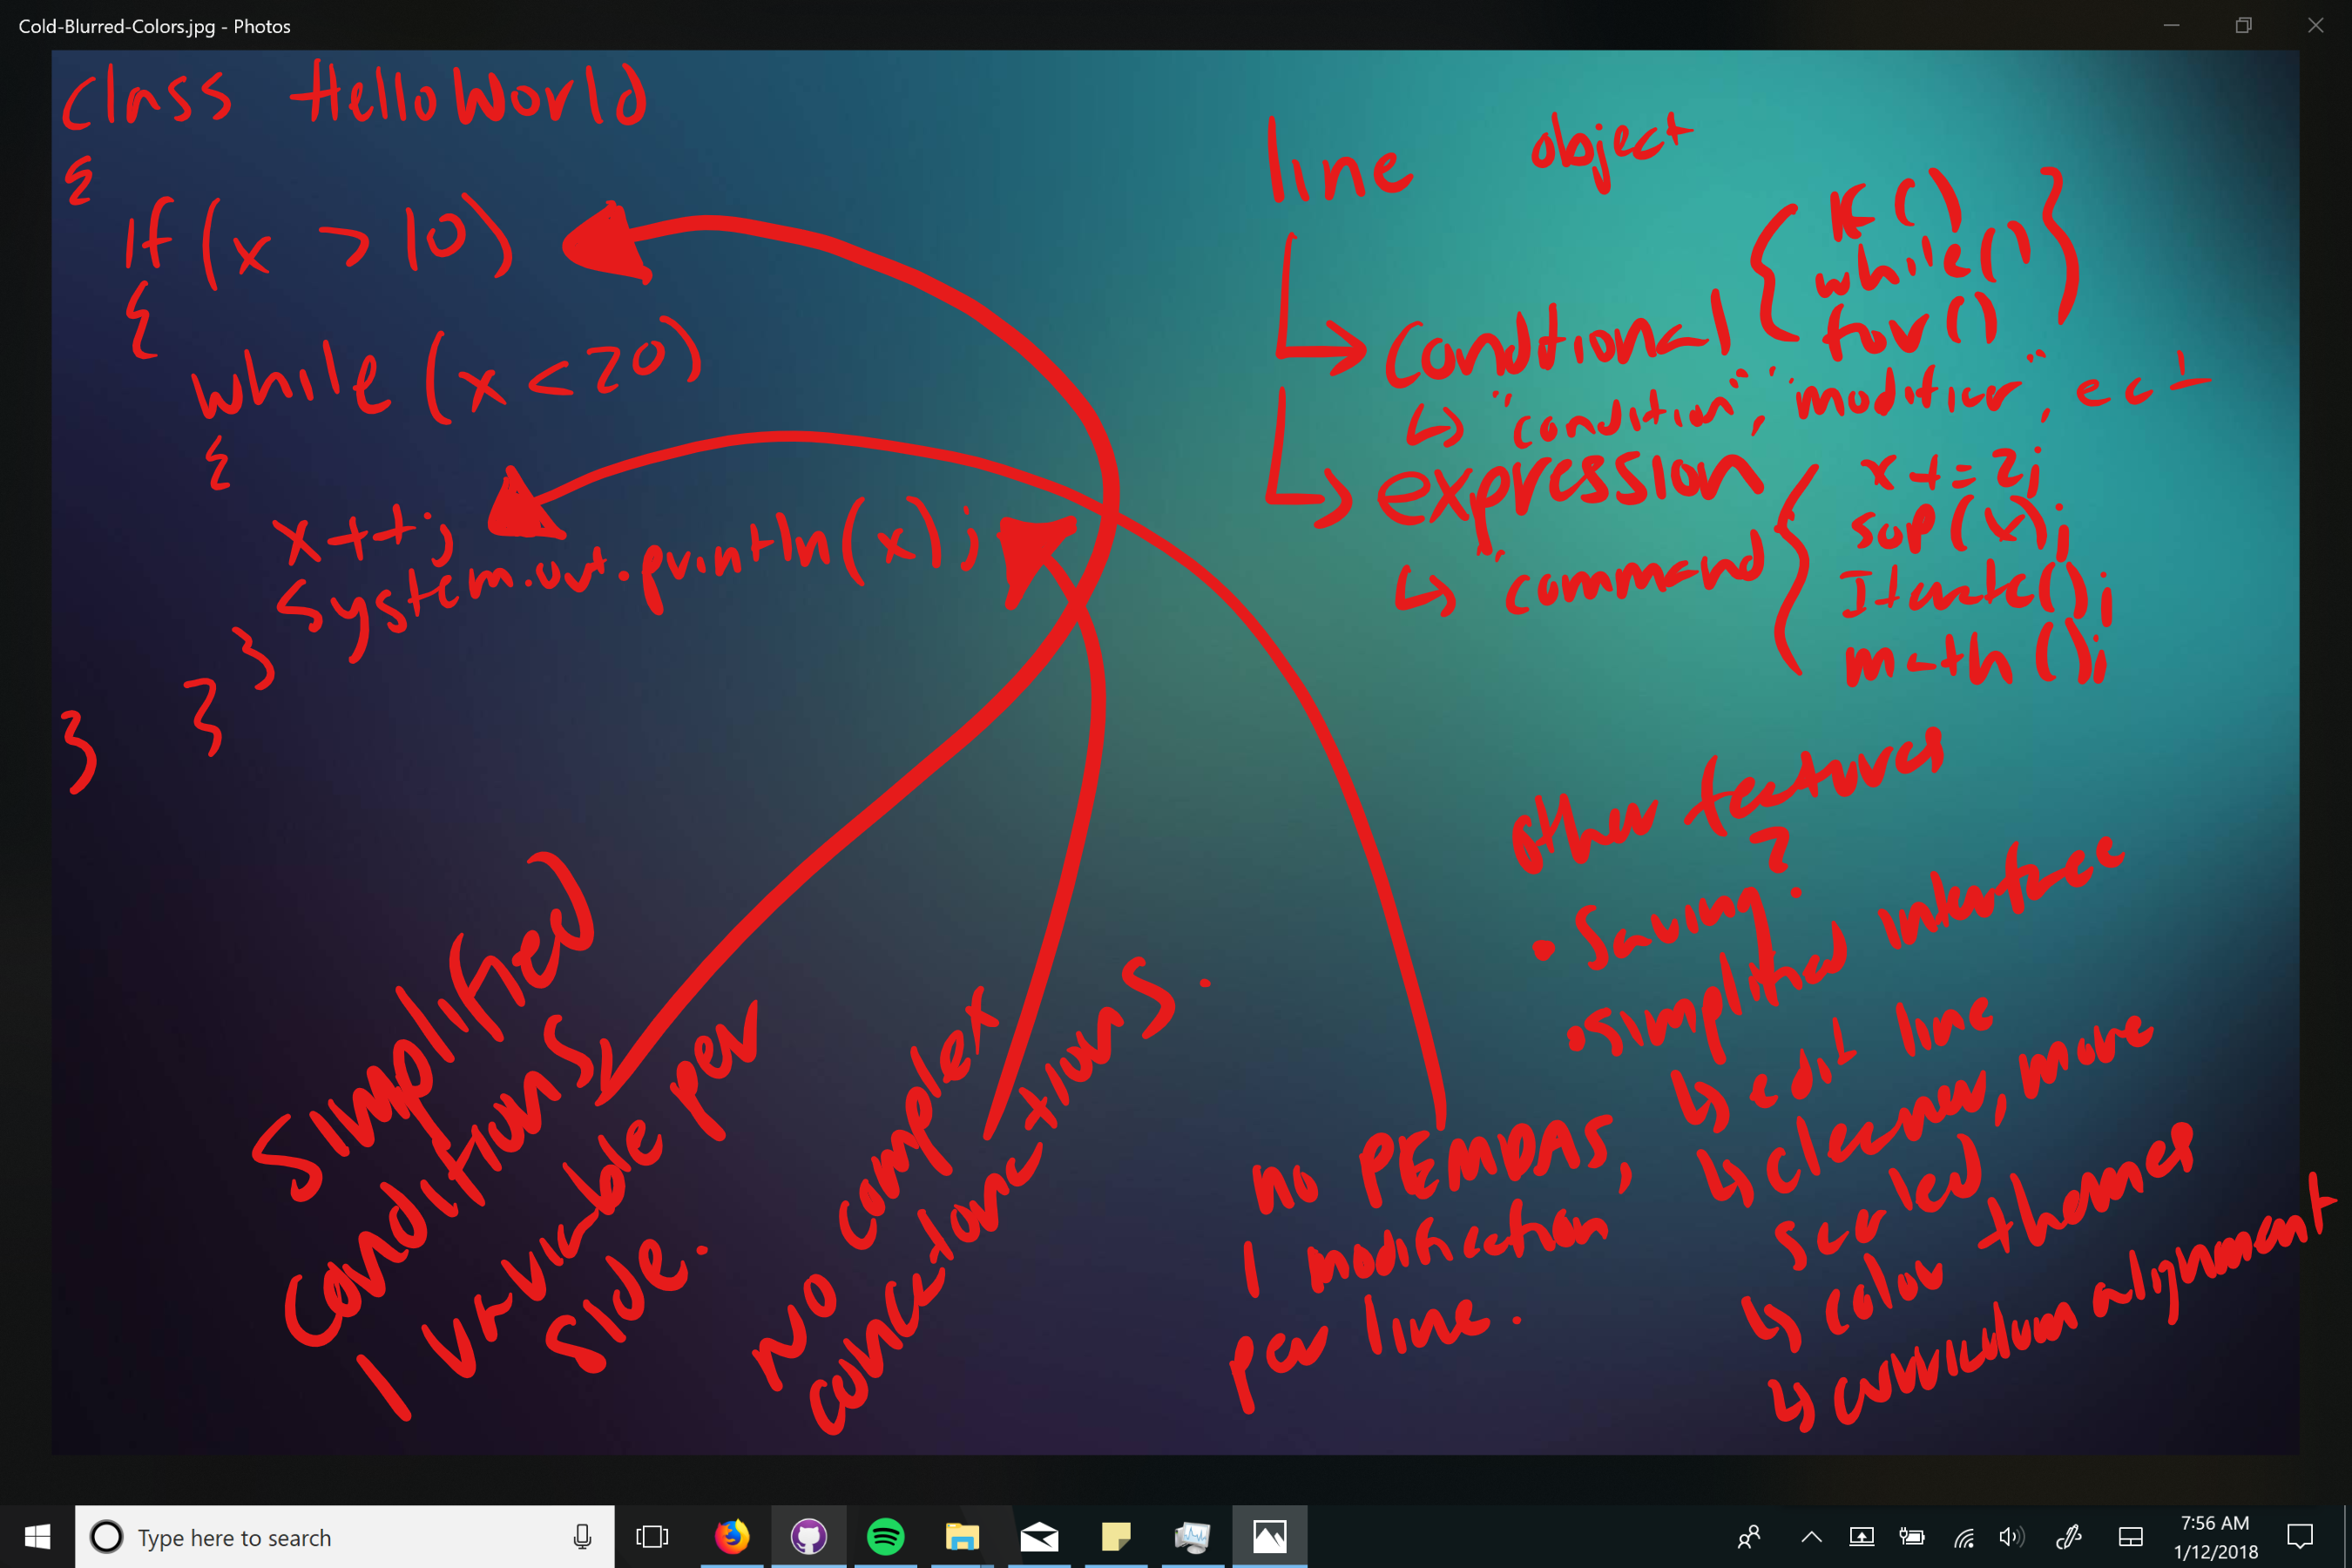 Cold-Blurred-Colors.jpg - Photos
Class HelloWorld
{
If (x > 10)
{
while (x < 20)
{
x++;
System.out.println(x);
}
}
}
line object
Condtional { If ()
while()
for() }
"condition", "modifier", ect
expression { x += 2;
sop(x);
Iterate();
math();
"command
Simplified
conditions,
1 variable per
side.
No complex
concatonations.
no PEMDAS,
1 modification
per line.
other features
?
• Saving?
• simplified interface
edit line
cleaner, more
scaled
color themes
curriculum alignment
Type here to search
7:56 AM
1/12/2018